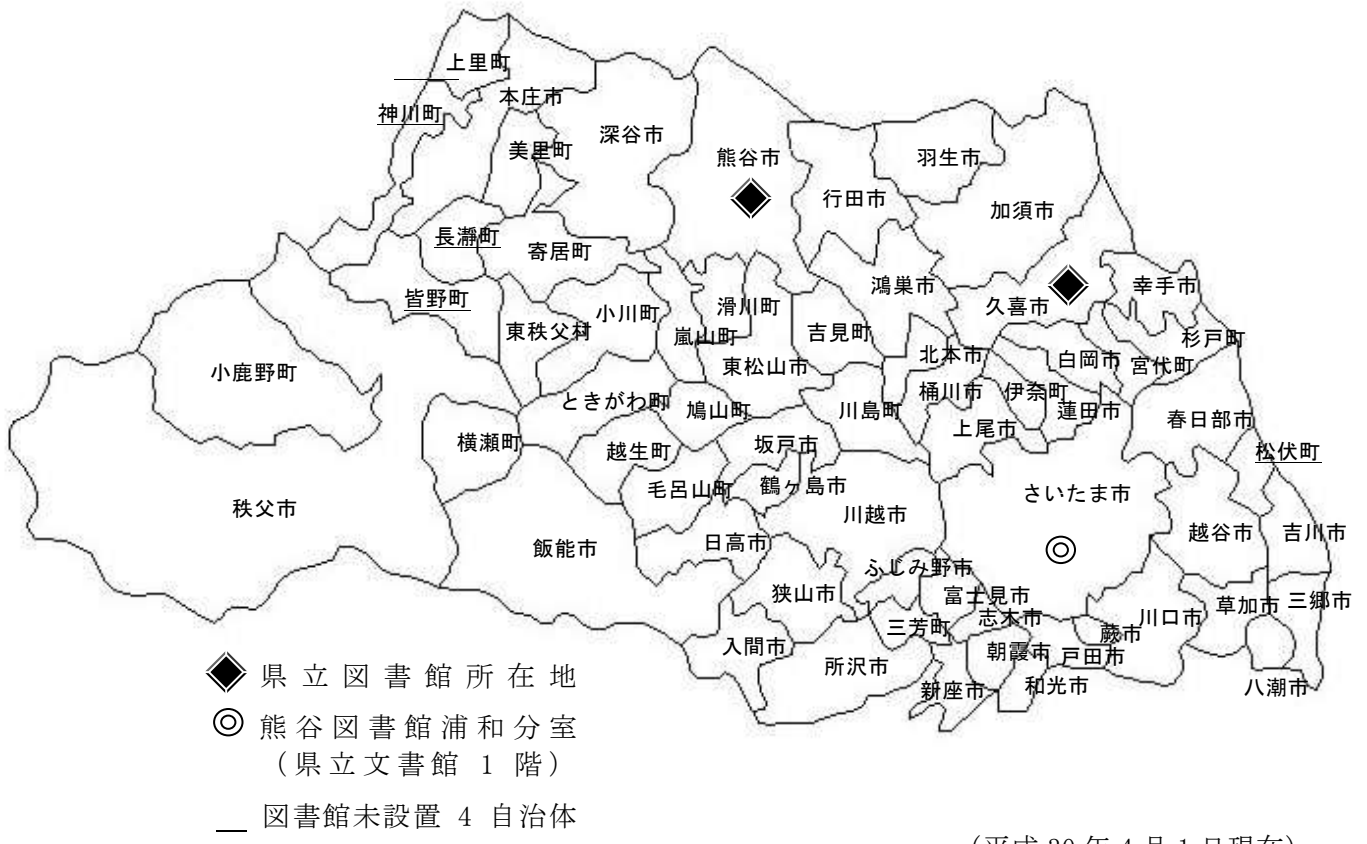 上里町
本庄市
神川町
美里町
深谷市
熊谷市
羽生市
行田市
加須市
長瀞町
寄居町
皆野町
東秩父村
小川町
嵐山町
滑川町
吉見町
鴻巣市
久喜市
幸手市
杉戸町
小鹿野町
東松山市
北本市
白岡市
宮代町
ときがわ町
鳩山町
川島町
桶川市
伊奈町
蓮田市
春日部市
横瀬町
越生町
坂戸市
上尾市
松伏町
毛呂山町
鶴ヶ島市
さいたま市
秩父市
川越市
越谷市
吉川市
飯能市
日高市
ふじみ野市
狭山市
富士見市
志木市
川口市
草加市
三郷市
入間市
三芳町
朝霞市
蕨市
戸田市
所沢市
新座市
和光市
八潮市
県立図書館所在地
熊谷図書館浦和分室
(県立文書館 1 階)
図書館未設置 4 自治体
(平成 30 年 4 月 1 日現在)